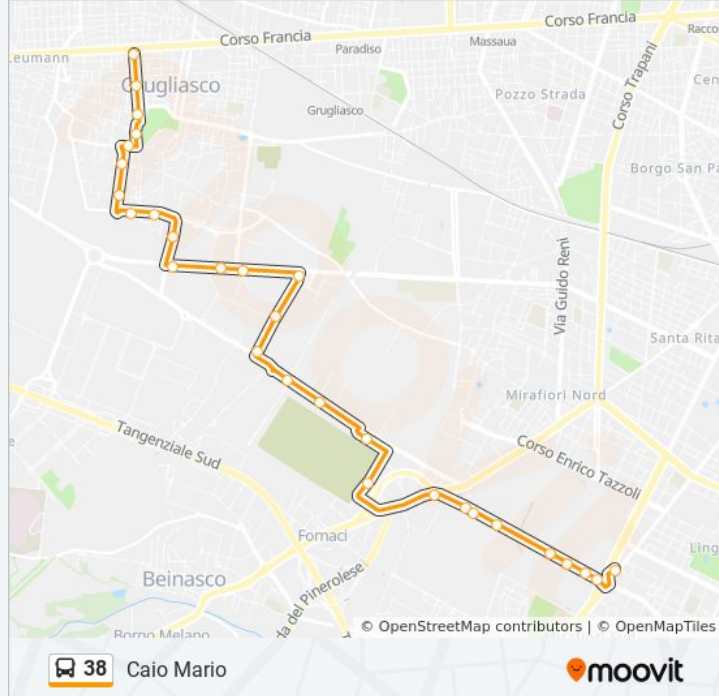 Corso Francia
Corso Francia
Racco
Leumann
Paradiso
Massaua
Corso Trapani
Cen
Grugliasco
Pozzo Strada
Grugliasco
Borgo San Pa
Via Guido Reni
Santa Rita
Mirafiori Nord
Tangenziale Sud
Corso Enrico Tazzoli
Fornaci
Ling
Beinasco
da del Pinerolese
Borgo Melano
T
© OpenStreetMap contributors | © OpenMapTiles
38 Caio Mario
moovit